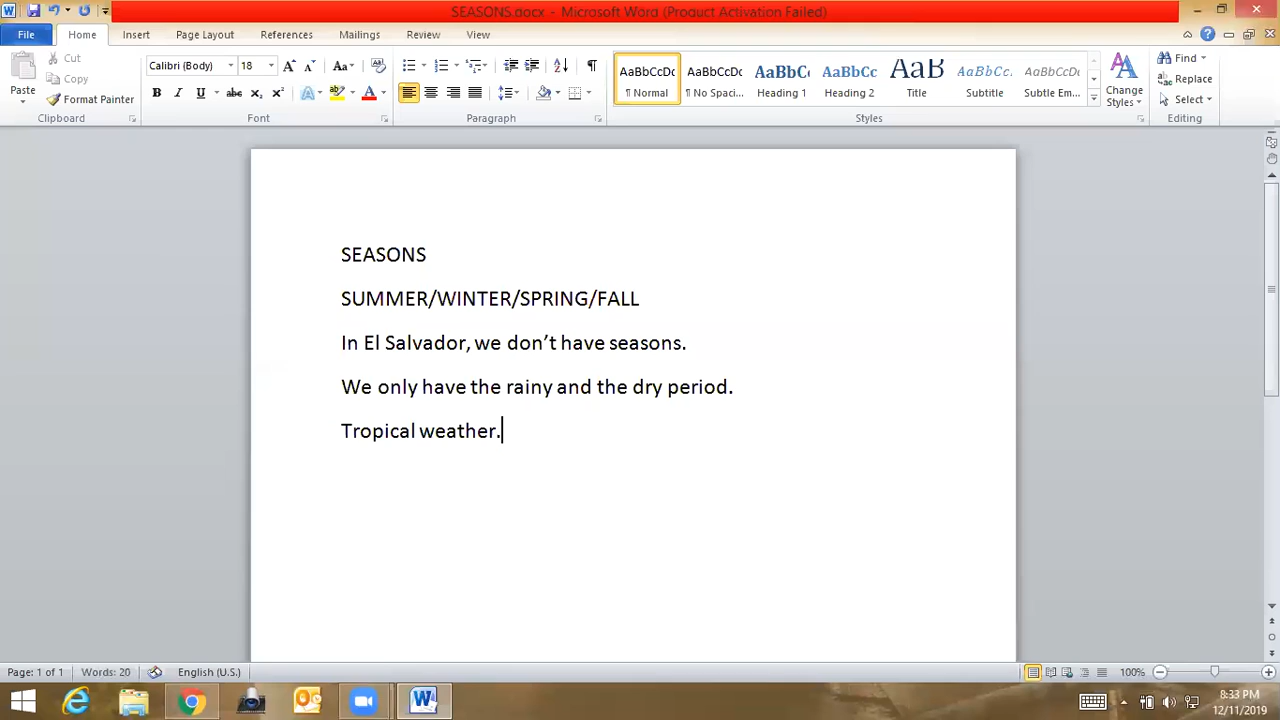 SEASONS.docx - Microsoft Word (Product Activation Failed)
File Home Insert Page Layout References Mailings Review View
Cut
Copy
Format Painter
Paste
Clipboard
Calibri (Body) 18
Font
Paragraph
AaBbCcDc AaBbCcDc AaBbC AaBbCc AaB AaBbCc. AaBbCcDc
¶ Normal ¶ No Spaci... Heading 1 Heading 2 Title Subtitle Subtle Em...
Styles
Change Styles
Find
Replace
Select
Editing
SEASONS
SUMMER/WINTER/SPRING/FALL
In El Salvador, we don’t have seasons.
We only have the rainy and the dry period.
Tropical weather.
Page: 1 of 1 Words: 20 English (U.S.) 100%
8:33 PM
12/11/2019